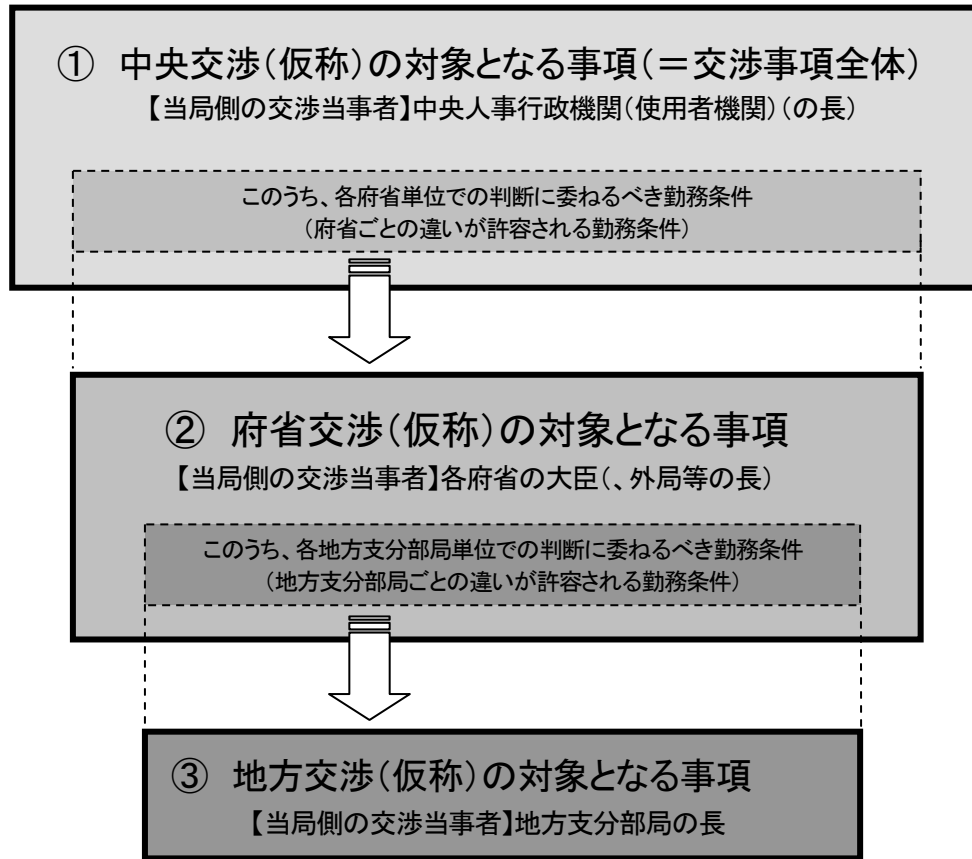 ① 中央交渉(仮称)の対象となる事項(=交渉事項全体)
【当局側の交渉当事者】中央人事行政機関(使用者機関)(の長)
このうち、各府省単位での判断に委ねるべき勤務条件
(府省ごとの違いが許容される勤務条件)
② 府省交渉(仮称)の対象となる事項
【当局側の交渉当事者】各府省の大臣(、外局等の長)
このうち、各地方支分部局単位での判断に委ねるべき勤務条件
(地方支分部局ごとの違いが許容される勤務条件)
③ 地方交渉(仮称)の対象となる事項
【当局側の交渉当事者】地方支分部局の長